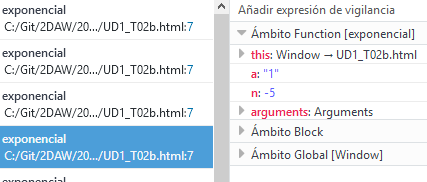 exponencial
C:/Git/2DAW/20.../UD1_T02b.html:7
exponencial
C:/Git/2DAW/20.../UD1_T02b.html:7
exponencial
C:/Git/2DAW/20.../UD1_T02b.html:7
exponencial
C:/Git/2DAW/20.../UD1_T02b.html:7
Añadir expresión de vigilancia
Ámbito Function [exponencial]
this: Window → UD1_T02b.html
a: "1"
n: -5
arguments: Arguments
Ámbito Block
Ámbito Global [Window]